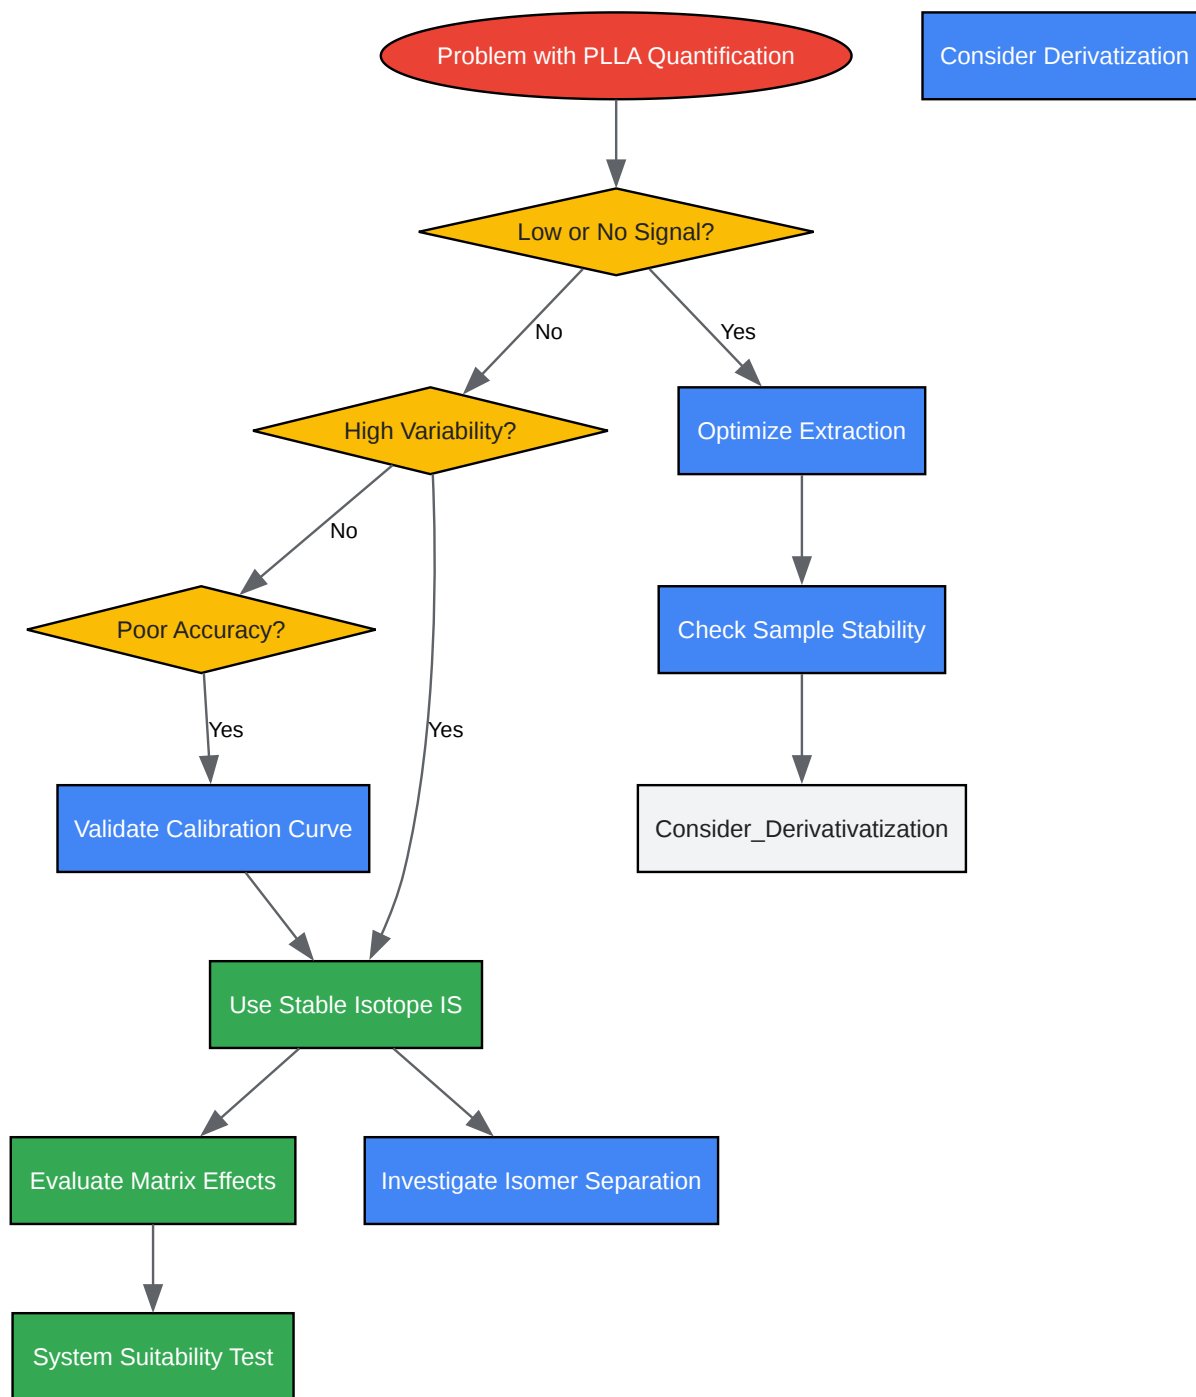 Problem with PLLA Quantification
Consider Derivatization
Low or No Signal?
No
Yes
High Variability?
Optimize Extraction
No
Poor Accuracy?
Check Sample Stability
Yes
Yes
Validate Calibration Curve
Consider_Derivativatization
Use Stable Isotope IS
Evaluate Matrix Effects
Investigate Isomer Separation
System Suitability Test